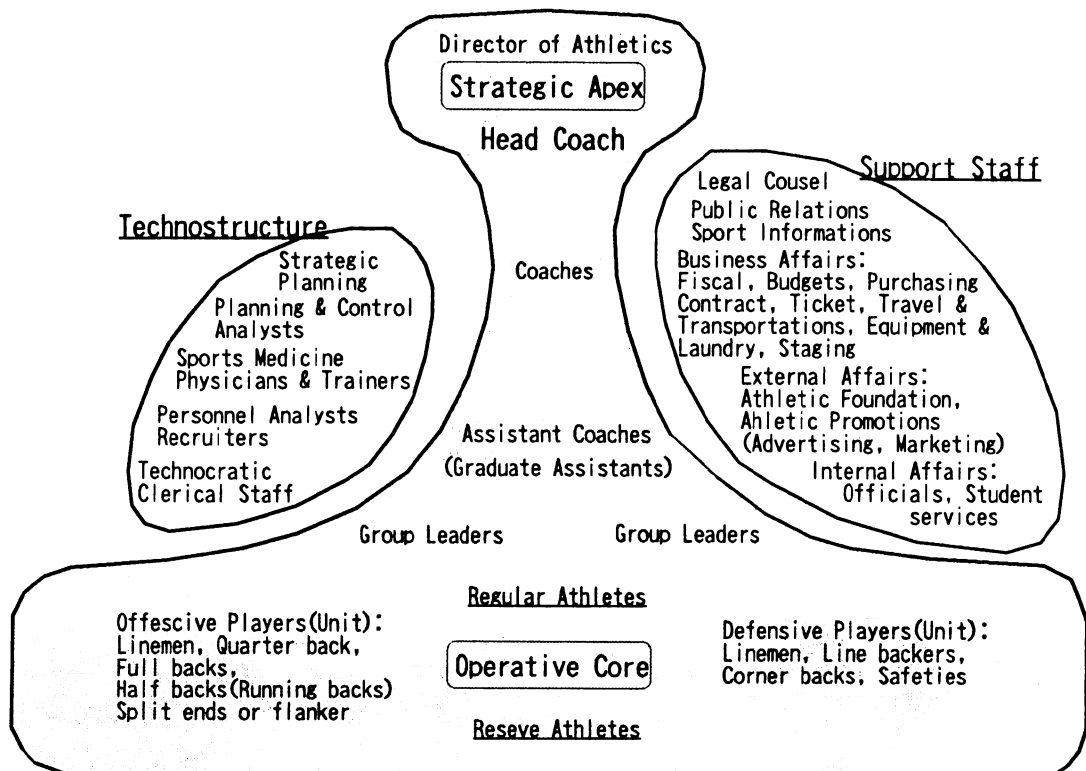 Director of Athletics
Strategic Apex
Head Coach
Support Staff
Legal Cousel
Public Relations
Sport Informations
Business Affairs:
Fiscal, Budgets, Purchasing
Contract, Ticket, Travel &
Transportations, Equipment &
Laundry, Staging
External Affairs:
Athletic Foundation,
Ahletic Promotions
(Advertising, Marketing)
Internal Affairs:
Officials, Student
services
Technostructure
Strategic
Planning
Planning & Control
Analysts
Sports Medicine
Physicians & Trainers
Personnel Analysts
Recruiters
Technocratic
Clerical Staff
Coaches
Assistant Coaches
(Graduate Assistants)
Group Leaders
Group Leaders
Regular Athletes
Offescive Players(Unit):
Linemen, Quarter back,
Full backs,
Half backs(Running backs)
Split ends or flanker
Operative Core
Defensive Players(Unit):
Linemen, Line backers,
Corner backs, Safeties
Reseve Athletes